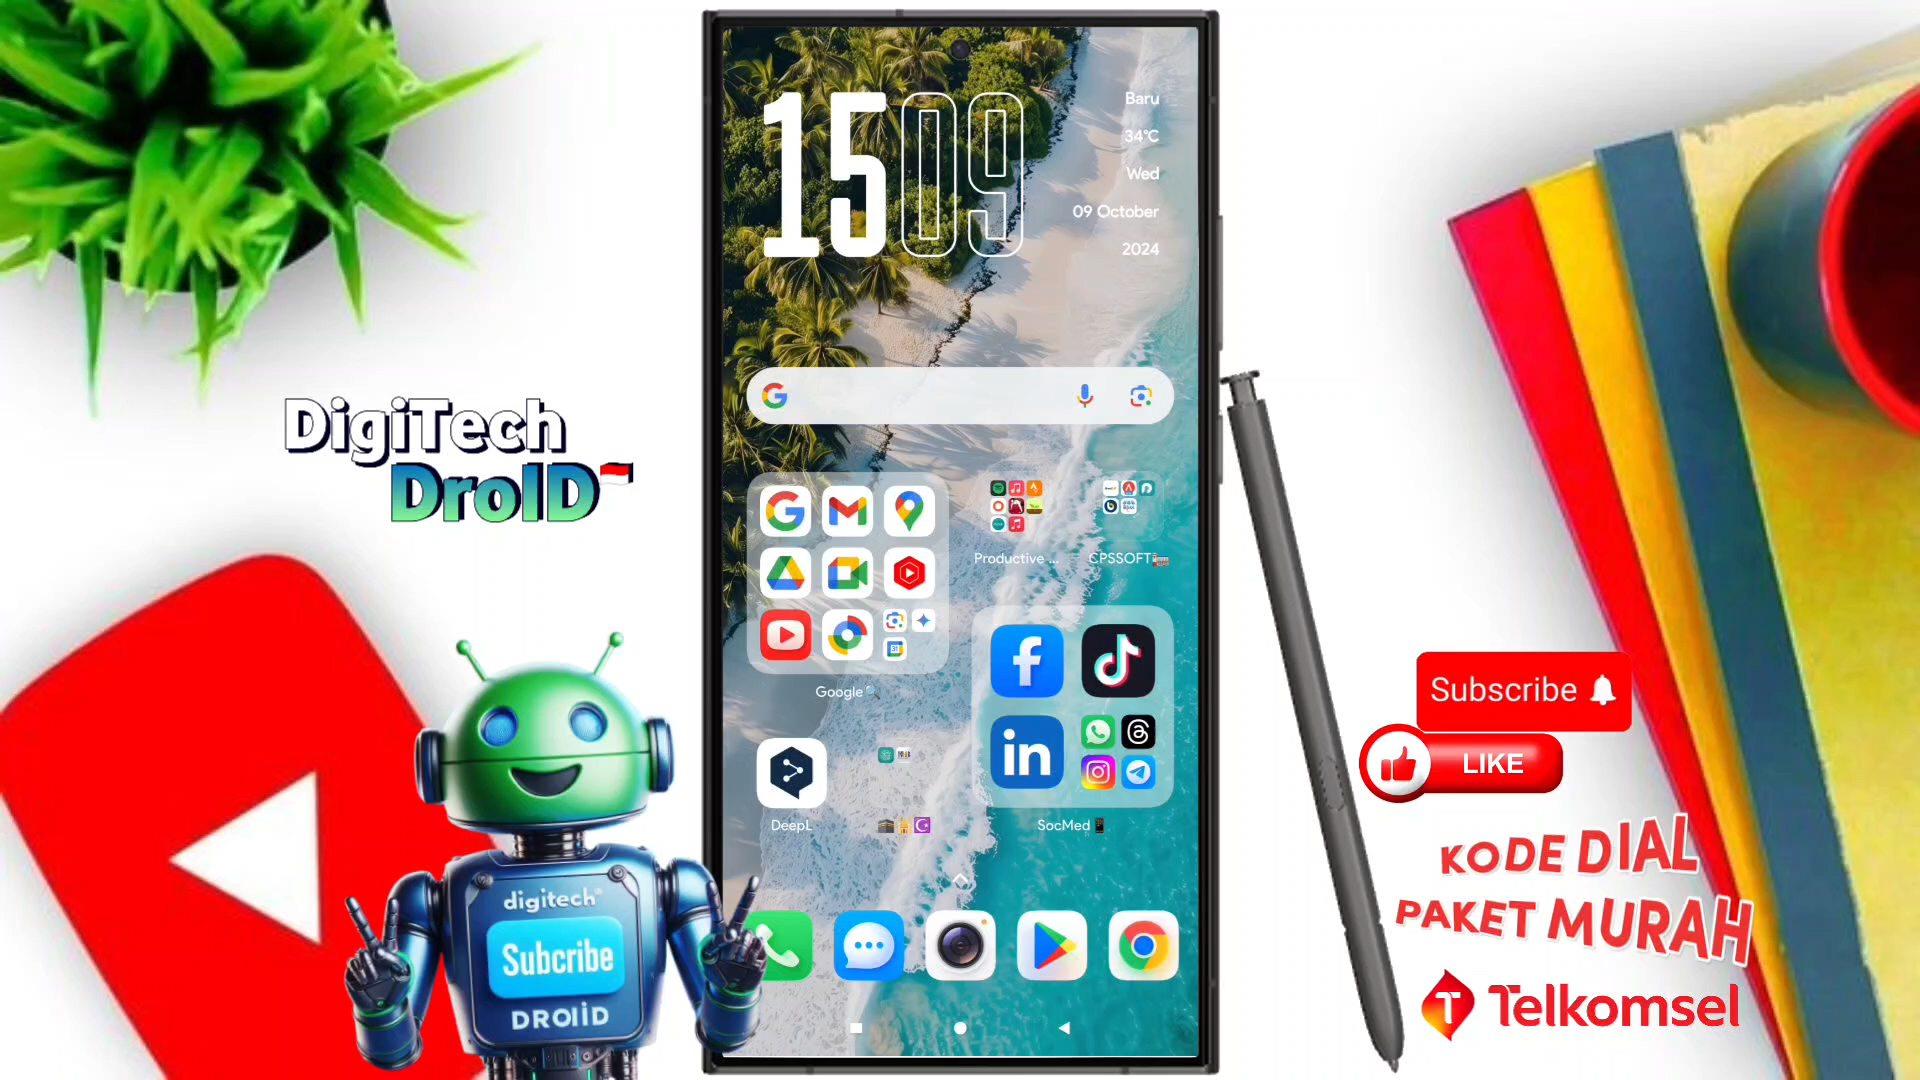 1509
Baru
34°C
Wed
09 October
2024
DigiTech
DroID
Productive ...
CPSSOFT
Google
DeepL
SocMed
digitech
Subcribe
DROIID
Subscribe
LIKE
KODE DIAL
PAKET MURAH
Telkomsel